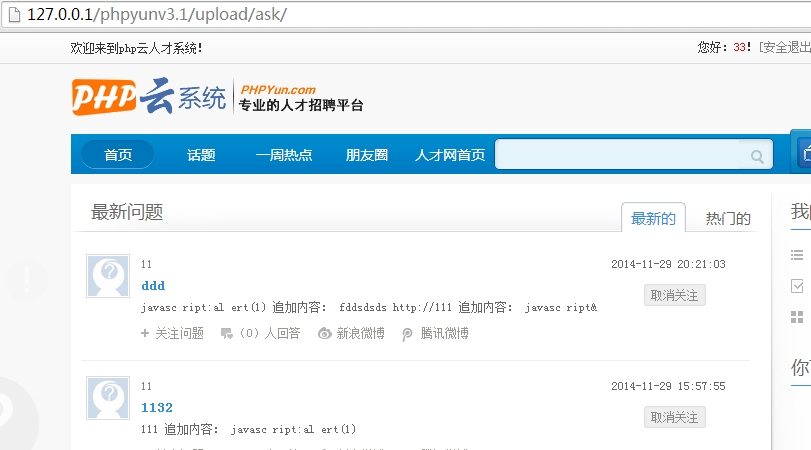 127.0.0.1/phpyunv3.1/upload/ask/
欢迎来到php云人才系统! 您好：33! [安全退出
PHP云系统 PHPYun.com
专业的人才招聘平台
首页 话题 一周热点 朋友圈 人才网首页
最新问题 最新的 热门的
11 2014-11-29 20:21:03
ddd
取消关注
javasc ript:al ert(1) 追加内容： fddsdsds http://111 追加内容： javasc ript&
+ 关注问题 (0) 人回答 新浪微博 腾讯微博
11 2014-11-29 15:57:55
1132
取消关注
111 追加内容： javasc ript:al ert(1)